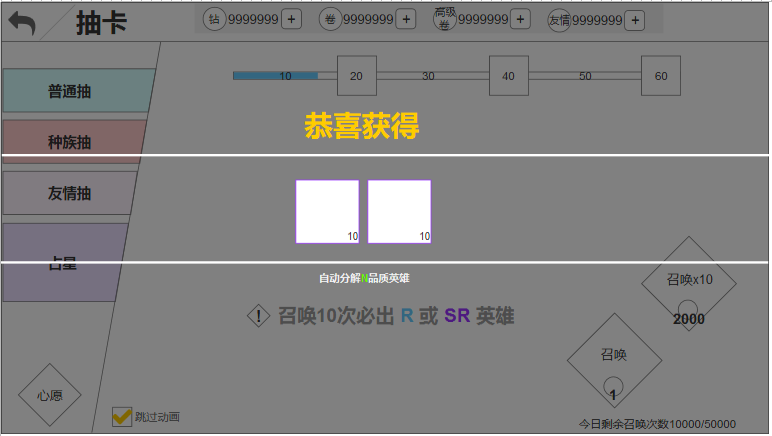 抽卡
钻 9999999 +
卷 9999999 +
高级卷 9999999 +
友情 9999999 +
10 20 30 40 50 60
普通抽
种族抽
友情抽
占星
恭喜获得
10 10
自动分解N品质英雄
! 召唤10次必出 R 或 SR 英雄
召唤x10
2000
召唤
1
心愿
跳过动画
今日剩余召唤次数10000/50000